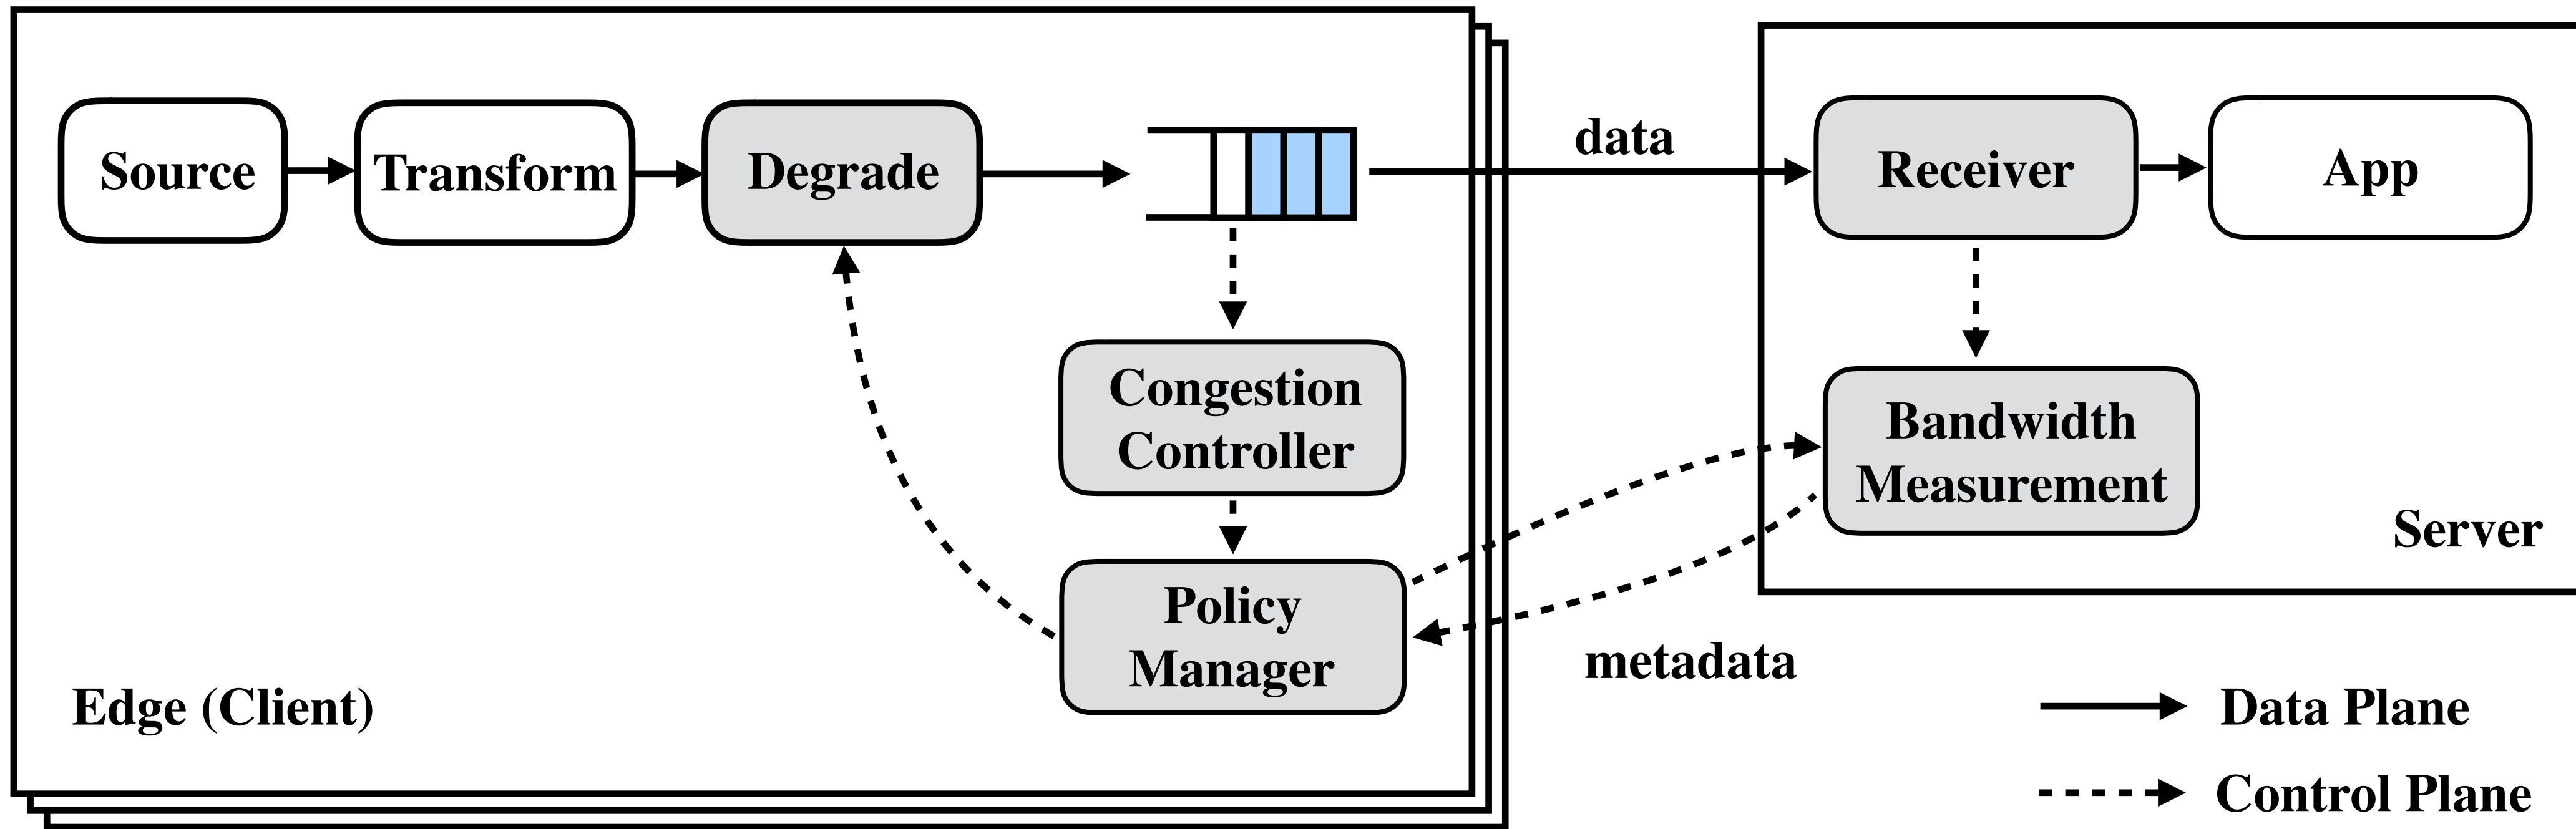 Source
Transform
Degrade
data
Receiver
App
Congestion
Controller
Bandwidth
Measurement
Server
Policy
Manager
metadata
Edge (Client)
Data Plane
Control Plane